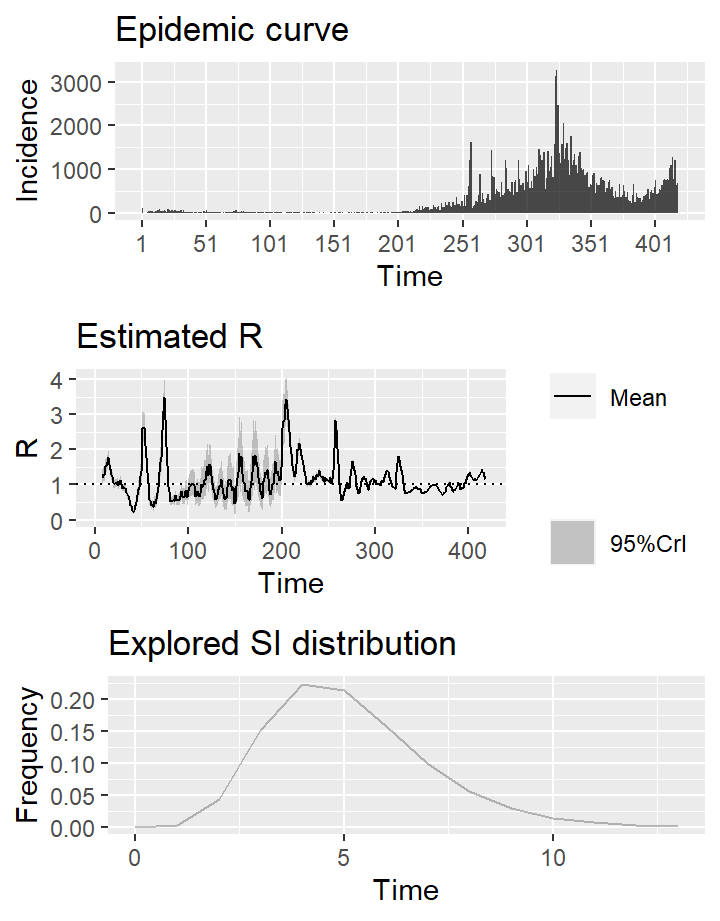 Epidemic curve
Incidence
3000
2000
1000
0
1 51 101 151 201 251 301 351 401
Time
Estimated R
R
4
3
2
1
0
0 100 200 300 400
Time
Mean
95%CrI
Explored SI distribution
Frequency
0.20
0.15
0.10
0.05
0.00
0 5 10
Time